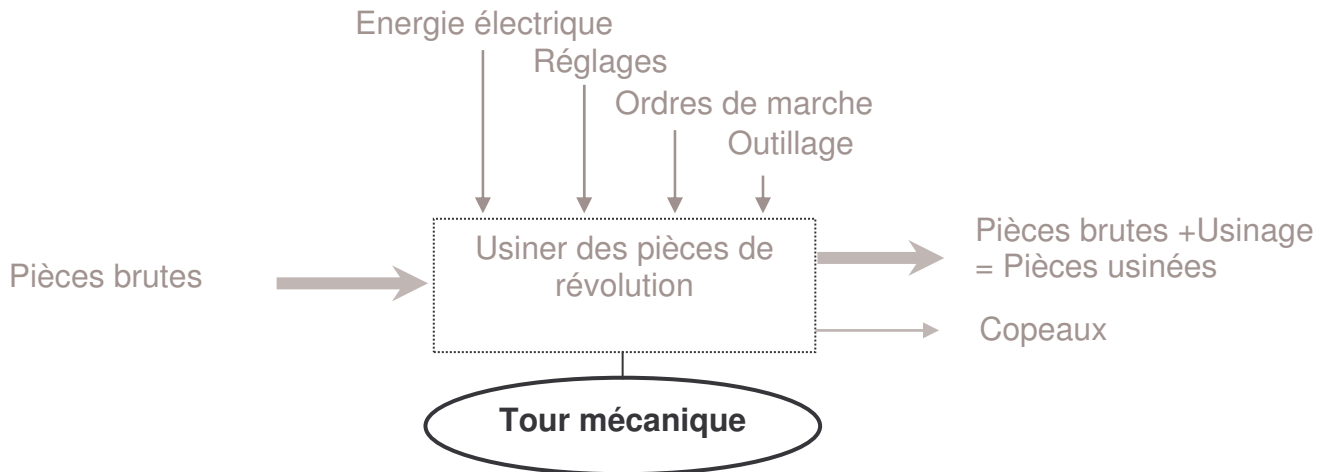 Energie électrique
Réglages
Ordres de marche
Outillage
Pièces brutes
Usiner des pièces de
révolution
Pièces brutes +Usinage
= Pièces usinées
Copeaux
Tour mécanique